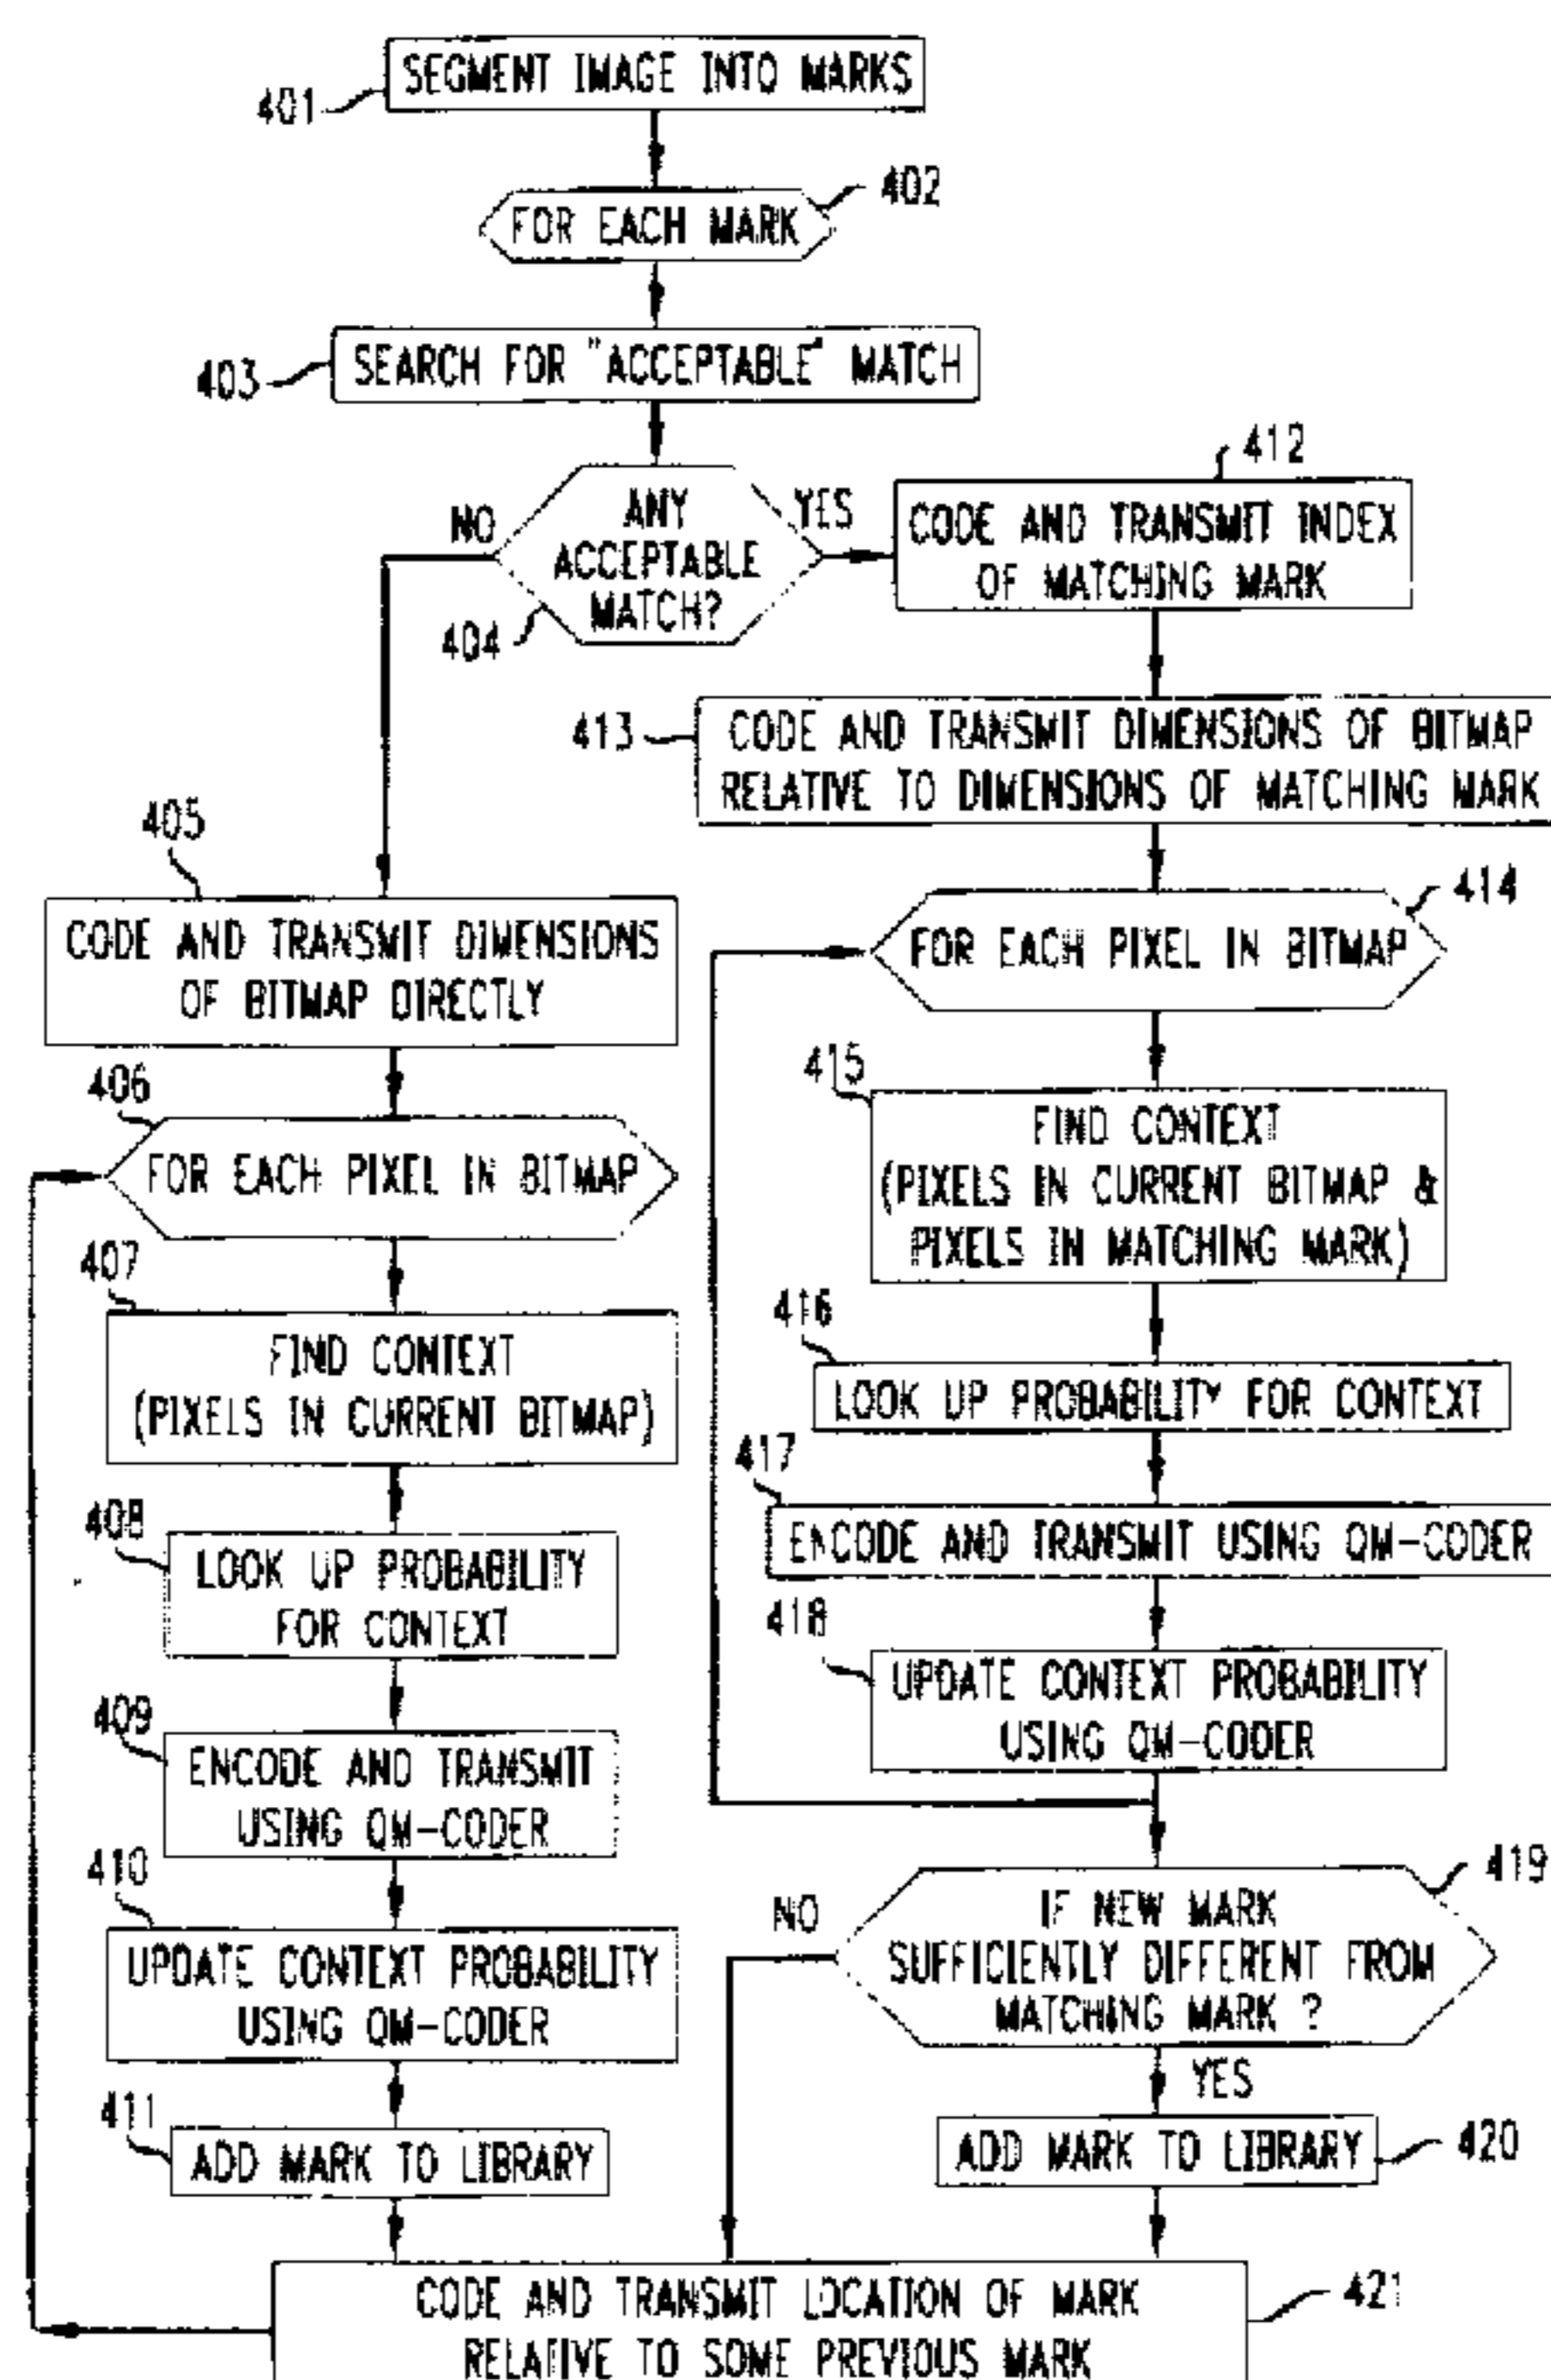 SEGMENT IMAGE INTO MARKS
401
402
FOR EACH MARK
SEARCH FOR "ACCEPTABLE" MATCH
403
412
NO
ANY
ACCEPTABLE
MATCH?
YES
404
CODE AND TRANSMIT INDEX
OF MATCHING MARK
413
CODE AND TRANSMIT DIMENSIONS OF BITMAP
RELATIVE TO DIMENSIONS OF MATCHING MARK
405
CODE AND TRANSMIT DIMENSIONS
OF BITMAP DIRECTLY
414
FOR EACH PIXEL IN BITMAP
406
FOR EACH PIXEL IN BITMAP
415
FIND CONTEXT
(PIXELS IN CURRENT BITMAP &
PIXELS IN MATCHING MARK)
407
FIND CONTEXT
(PIXELS IN CURRENT BITMAP)
416
LOOK UP PROBABILITY FOR CONTEXT
408
LOOK UP PROBABILITY
FOR CONTEXT
417
ENCODE AND TRANSMIT USING QM-CODER
409
ENCODE AND TRANSMIT
USING QM-CODER
418
UPDATE CONTEXT PROBABILITY
USING QM-CODER
410
UPDATE CONTEXT PROBABILITY
USING QM-CODER
419
NO
IF NEW MARK
SUFFICIENTLY DIFFERENT FROM
MATCHING MARK ?
YES
411
ADD MARK TO LIBRARY
ADD MARK TO LIBRARY
420
CODE AND TRANSMIT LOCATION OF MARK
RELATIVE TO SOME PREVIOUS MARK
421